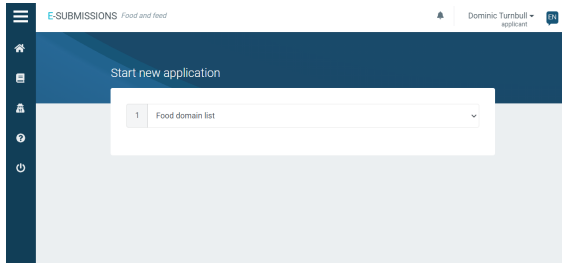 E-SUBMISSIONS Food and feed
Dominic Turnbull
applicant
EN
Start new application
1 Food domain list